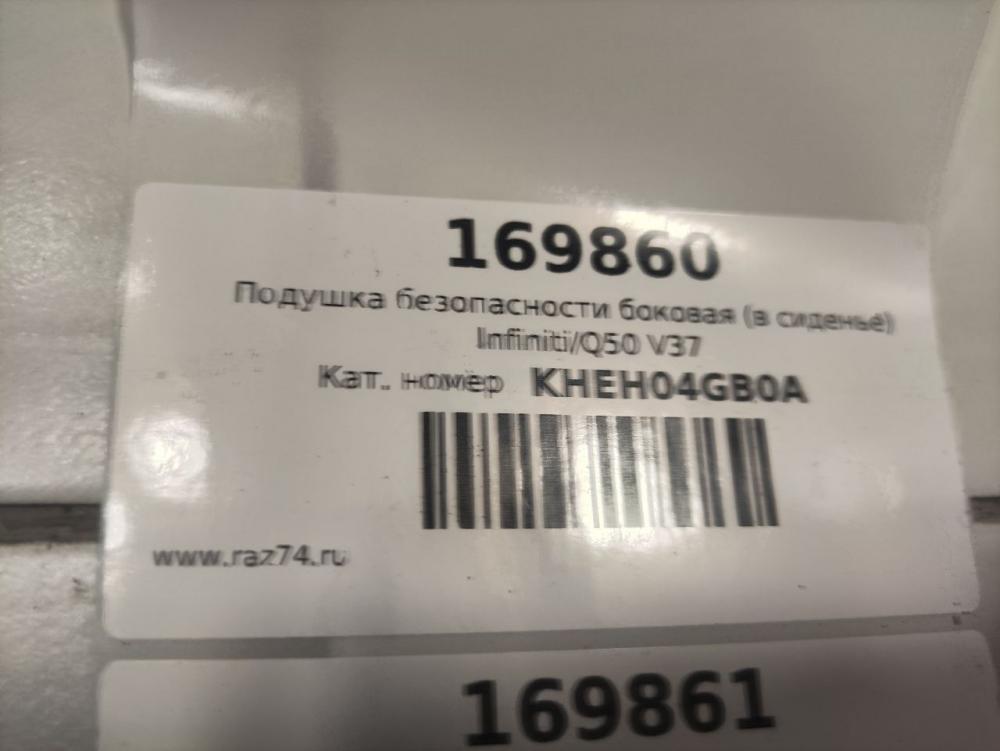 169860
Подушка безопасности боковая (в сиденье)
Infiniti/Q50 V37
Кат. номер KHEH04GB0A
www.raz74.ru
169861